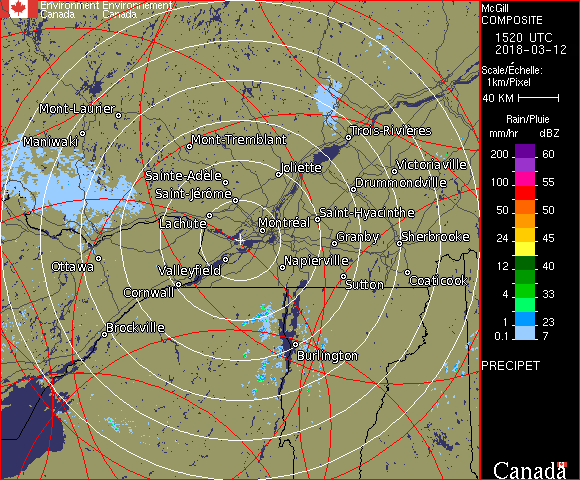 Environment Environnement
Canada Canada
Mont-Laurier
Maniwaki
Mont-Tremblant
Trois-Rivières
Sainte-Adèle
Joliette
Victoriaville
Saint-Jérôme
Drummondville
Lachute
Montréal
Saint-Hyacinthe
Granby
Sherbrooke
Ottawa
Valleyfield
Napierville
Cornwall
Sutton
Coaticook
Brockville
Burlington
McGill
COMPOSITE
1520 UTC
2018-03-12
Scale/Échelle:
1km/Pixel
40 KM
Rain/Pluie
mm/hr dBZ
200 60
150 57
100 55
50 50
24 45
12 40
4 33
1 23
0.1 7
PRECIPET
Canada